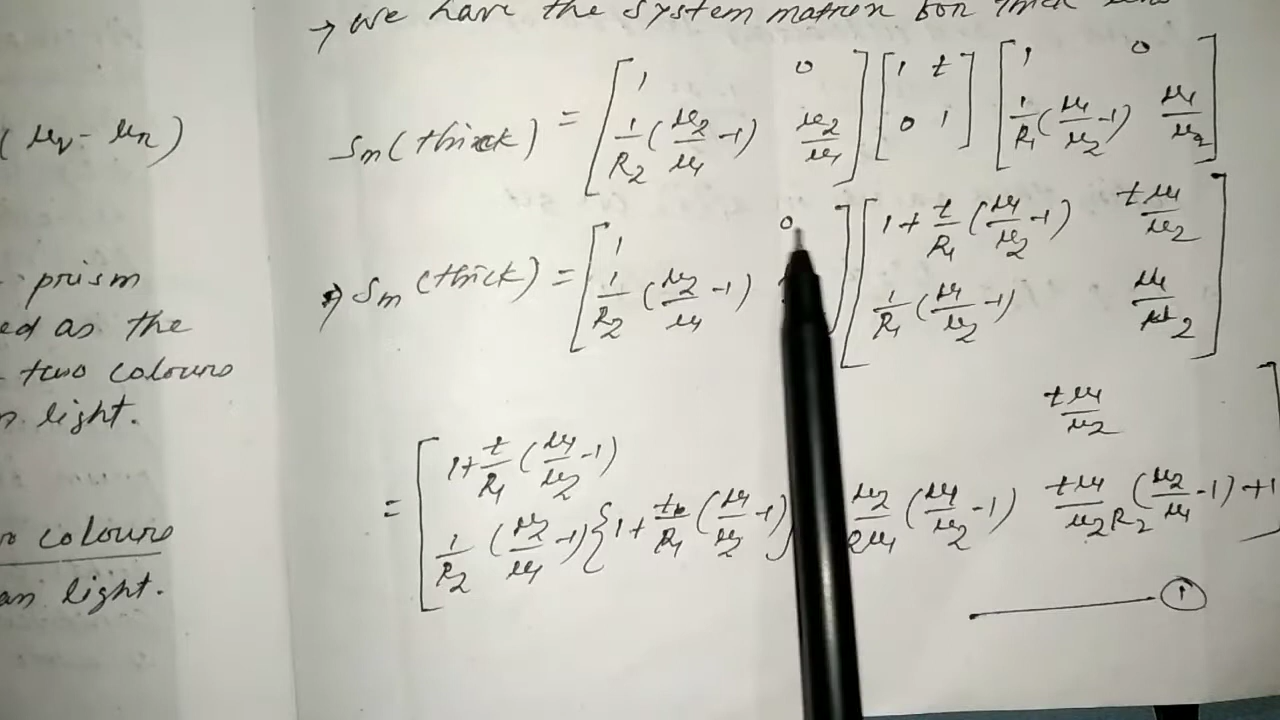 → We have the system matrix for thick lens
(μv - μr)
Sm(thick) = [1 0; 1/R2 (μ2/μ1 -1) μ2/μ1] [1 t; 0 1] [1 0; 1/R1 (μ1/μ2 -1) μ1/μ2]
⇒ Sm(thick) = [1 0; 1/R2 (μ2/μ1 -1)] [1 + t/R1 (μ1/μ2 -1) tμ1/μ2; 1/R1 (μ1/μ2 -1) μ1/μ2]
prism
ed as the
two colours
light.
= [1 + t/R1 (μ1/μ2 -1) tμ1/μ2; 1/R2 (μ2/μ1 -1) {1 + t/R1 (μ1/μ2 -1) μ2/μ1 (μ1/μ2 -1) tμ1/μ2R2 (μ2/μ1 -1) +1]
colours
an light.
1